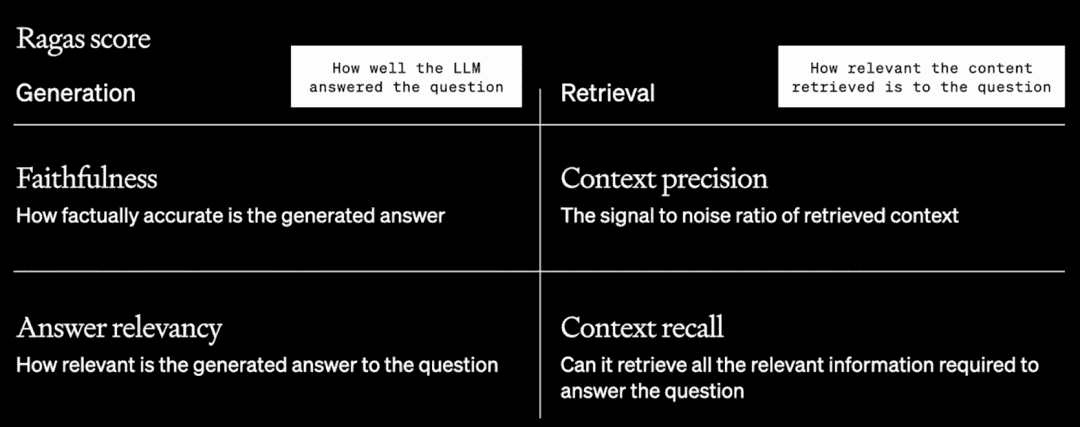 Ragas score
Generation
How well the LLM
answered the question
Retrieval
How relevant the content
retrieved is to the question
Faithfulness
How factually accurate is the generated answer
Context precision
The signal to noise ratio of retrieved context
Answer relevancy
How relevant is the generated answer to the question
Context recall
Can it retrieve all the relevant information required to
answer the question